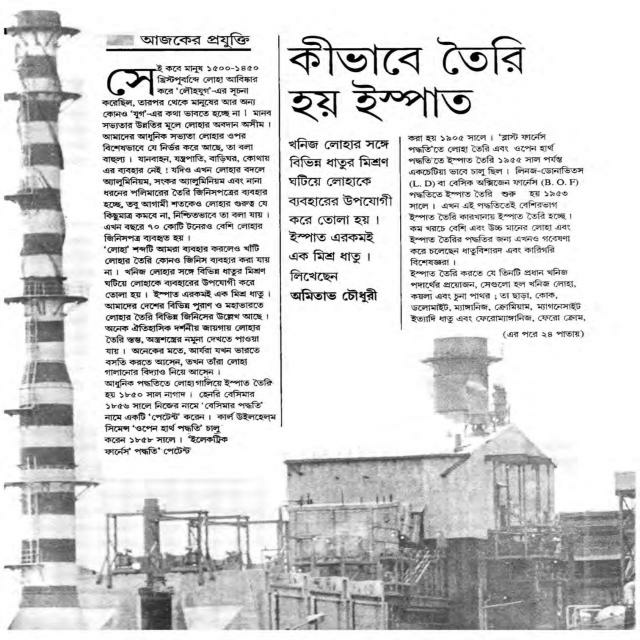 আজকের প্রযুক্তি
কীভাবে তৈরি
হয় ইস্পাত
সেই কবে মানুষ ১৫০০-১৪৫০
খ্রিস্টপূর্বাব্দে লোহা আবিষ্কার
করে ‘লৌহযুগ’-এর সূচনা
করেছিল, তারপর থেকে মানুষের আর অন্য
কোনও ‘যুগ’-এর কথা ভাবতে হচ্ছে না। মানব
সভ্যতার উন্নতির মূলে লোহার অবদান অসীম।
আমাদের আধুনিক সভ্যতা লোহার ওপর
বিশেষভাবে যে নির্ভর করে আছে, তা বলা
বাহুল্য। যানবাহন, যন্ত্রপাতি, বাড়িঘর, কোথায়
এর ব্যবহার নেই। যদিও এখন লোহার বদলে
অ্যালুমিনিয়াম, সংকর অ্যালুমিনিয়াম এবং নানা
ধরনের পলিমারের তৈরি জিনিসপত্রের ব্যবহার
হচ্ছে, তবু আগামী শতকেও লোহার গুরুত্ব যে
কিছুমাত্র কমবে না, নিশ্চিতভাবে তা বলা যায়।
এখন বছরে ৭০ কোটি টনেরও বেশি লোহার
জিনিসপত্র ব্যবহৃত হয়।
‘লোহা’ শব্দটি আমরা ব্যবহার করলেও খাঁটি
লোহার তৈরি কোনও জিনিস ব্যবহার করা যায়
না। খনিজ লোহার সঙ্গে বিভিন্ন ধাতুর মিশ্রণ
ঘটিয়ে লোহাকে ব্যবহারের উপযোগী করে
তোলা হয়। ইস্পাত এরকমই এক মিশ্র ধাতু।
আমাদের দেশের বিভিন্ন পুরাণ ও মহাভারতে
লোহার তৈরি বিভিন্ন জিনিসের উল্লেখ আছে।
অনেক ঐতিহাসিক দর্শনীয় জায়গায় লোহার
তৈরি স্তম্ভ, অস্ত্রশস্ত্রের নমুনা দেখতে পাওয়া
যায়। অনেকের মতে, আর্যরা যখন ভারতে
বসতি করতে আসেন, তখন তাঁরা লোহা
গালানোর বিদ্যাও নিয়ে আসেন।
আধুনিক পদ্ধতিতে লোহা গালিয়ে ইস্পাত তৈরি
হয় ১৮৫০ সাল নাগাদ। হেনরি বেসিমার
১৮৫৬ সালে নিজের নামে ‘বেসিমার পদ্ধতি’
নামে একটি ‘পেটেন্ট’ করেন। কার্ল উইলহেলম
সিমেন্স ‘ওপেন হার্থ পদ্ধতি’ চালু
করেন ১৮৫৮ সালে। ‘ইলেকট্রিক
ফার্নেস’ পদ্ধতি’ পেটেন্ট
খনিজ লোহার সঙ্গে
বিভিন্ন ধাতুর মিশ্রণ
ঘটিয়ে লোহাকে
ব্যবহারের উপযোগী
করে তোলা হয়।
ইস্পাত এরকমই
এক মিশ্র ধাতু।
লিখেছেন
অমিতাভ চৌধুরী
করা হয় ১৯০৫ সালে। ‘ব্লাস্ট ফার্নেস
পদ্ধতি’তে লোহা তৈরি এবং ওপেন হার্থ
পদ্ধতি’তে ইস্পাত তৈরি ১৯৫৫ সাল পর্যন্ত
একচেটিয়া ভাবে চালু ছিল। লিনজ-ডোনাভিতস
(L. D) বা বেসিক অক্সিজেন ফার্নেস (B. O. F)
পদ্ধতিতে ইস্পাত তৈরি শুরু হয় ১৯৫৩
সালে। এখন এই পদ্ধতিতেই বেশিরভাগ
ইস্পাত তৈরি কারখানায় ইস্পাত তৈরি হচ্ছে।
কম খরচে বেশি এবং উচ্চ মানের লোহা এবং
ইস্পাত তৈরির পদ্ধতির জন্য এখনও গবেষণা
করে চলেছেন ধাতুবিশারদ এবং কারিগরি
বিশেষজ্ঞরা।
ইস্পাত তৈরি করতে যে তিনটি প্রধান খনিজ
পদার্থের প্রয়োজন, সেগুলো হল খনিজ লোহা,
কয়লা এবং চুনা পাথর। তা ছাড়া, কোক,
ডলোমাইট, ম্যাঙ্গানিজ, ক্রোমিয়াম, ম্যাগনেসাইট
ইত্যাদি ধাতু এবং ফেরোম্যাঙ্গানিজ, ফেরো ক্রোম,
(এর পরে ২৪ পাতায়)